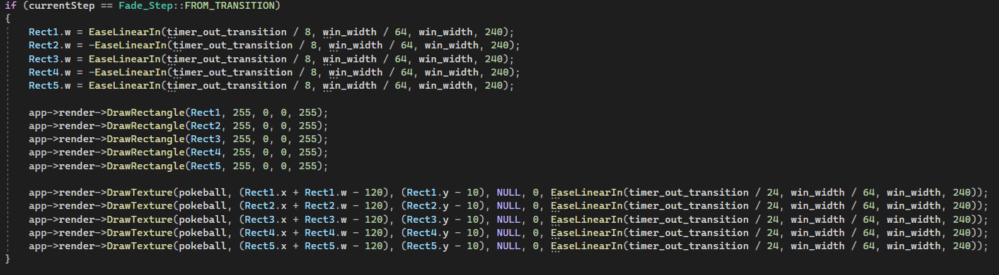 if (currentStep == Fade_Step::FROM_TRANSITION)
{
Rect1.w = EaseLinearIn(timer_out_transition / 8, win_width / 64, win_width, 240);
Rect2.w = -EaseLinearIn(timer_out_transition / 8, win_width / 64, win_width, 240);
Rect3.w = EaseLinearIn(timer_out_transition / 8, win_width / 64, win_width, 240);
Rect4.w = -EaseLinearIn(timer_out_transition / 8, win_width / 64, win_width, 240);
Rect5.w = EaseLinearIn(timer_out_transition / 8, win_width / 64, win_width, 240);
app->render->DrawRectangle(Rect1, 255, 0, 0, 255);
app->render->DrawRectangle(Rect2, 255, 0, 0, 255);
app->render->DrawRectangle(Rect3, 255, 0, 0, 255);
app->render->DrawRectangle(Rect4, 255, 0, 0, 255);
app->render->DrawRectangle(Rect5, 255, 0, 0, 255);
app->render->DrawTexture(pokeball, (Rect1.x + Rect1.w - 120), (Rect1.y - 10), NULL, 0, EaseLinearIn(timer_out_transition / 24, win_width / 64, win_width, 240));
app->render->DrawTexture(pokeball, (Rect2.x + Rect2.w - 120), (Rect2.y - 10), NULL, 0, EaseLinearIn(timer_out_transition / 24, win_width / 64, win_width, 240));
app->render->DrawTexture(pokeball, (Rect3.x + Rect3.w - 120), (Rect3.y - 10), NULL, 0, EaseLinearIn(timer_out_transition / 24, win_width / 64, win_width, 240));
app->render->DrawTexture(pokeball, (Rect4.x + Rect4.w - 120), (Rect4.y - 10), NULL, 0, EaseLinearIn(timer_out_transition / 24, win_width / 64, win_width, 240));
app->render->DrawTexture(pokeball, (Rect5.x + Rect5.w - 120), (Rect5.y - 10), NULL, 0, EaseLinearIn(timer_out_transition / 24, win_width / 64, win_width, 240));
}